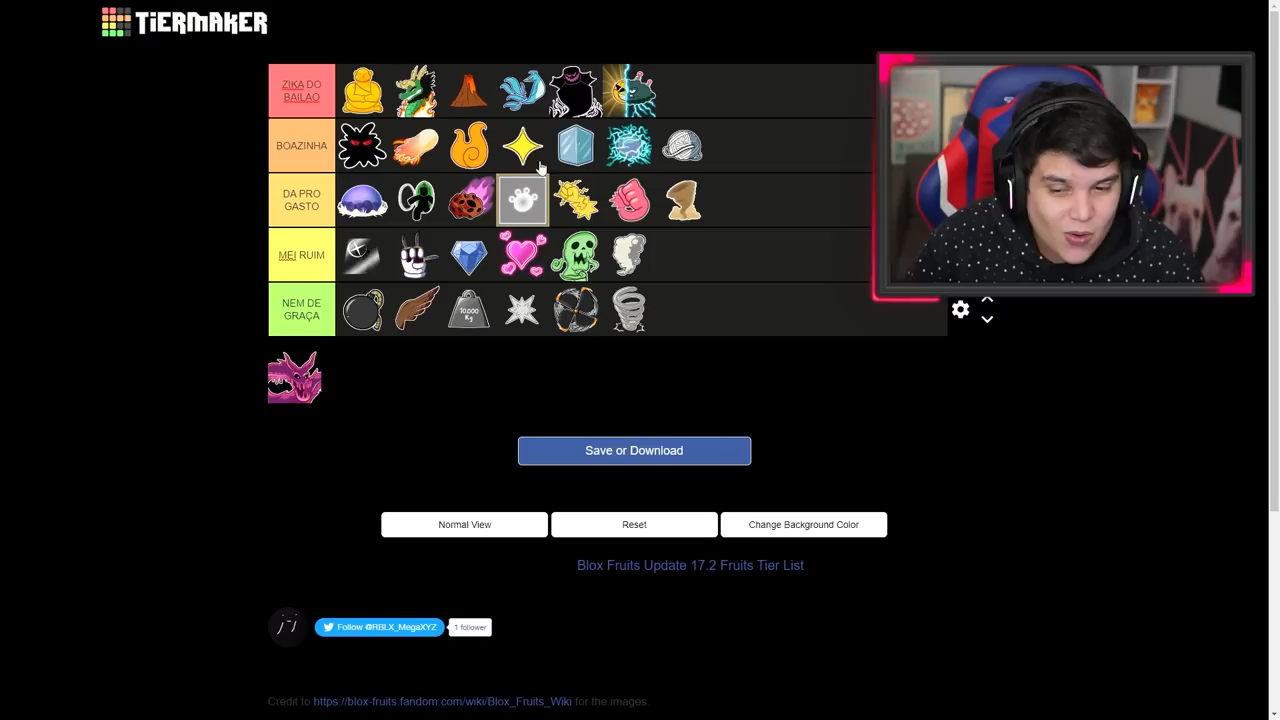 TiERMAKER
ZIKA DO
BAILAO
BOAZINHA
DA PRO
GASTO
MEI RUIM
10.000
Kg
NEM DE
GRAÇA
Save or Download
Normal View
Reset
Change Background Color
Blox Fruits Update 17.2 Fruits Tier List
Follow @RBLX_MegaXYZ
1 follower
Credit to https://blox-fruits.fandom.com/wiki/Blox_Fruits_Wiki for the images.